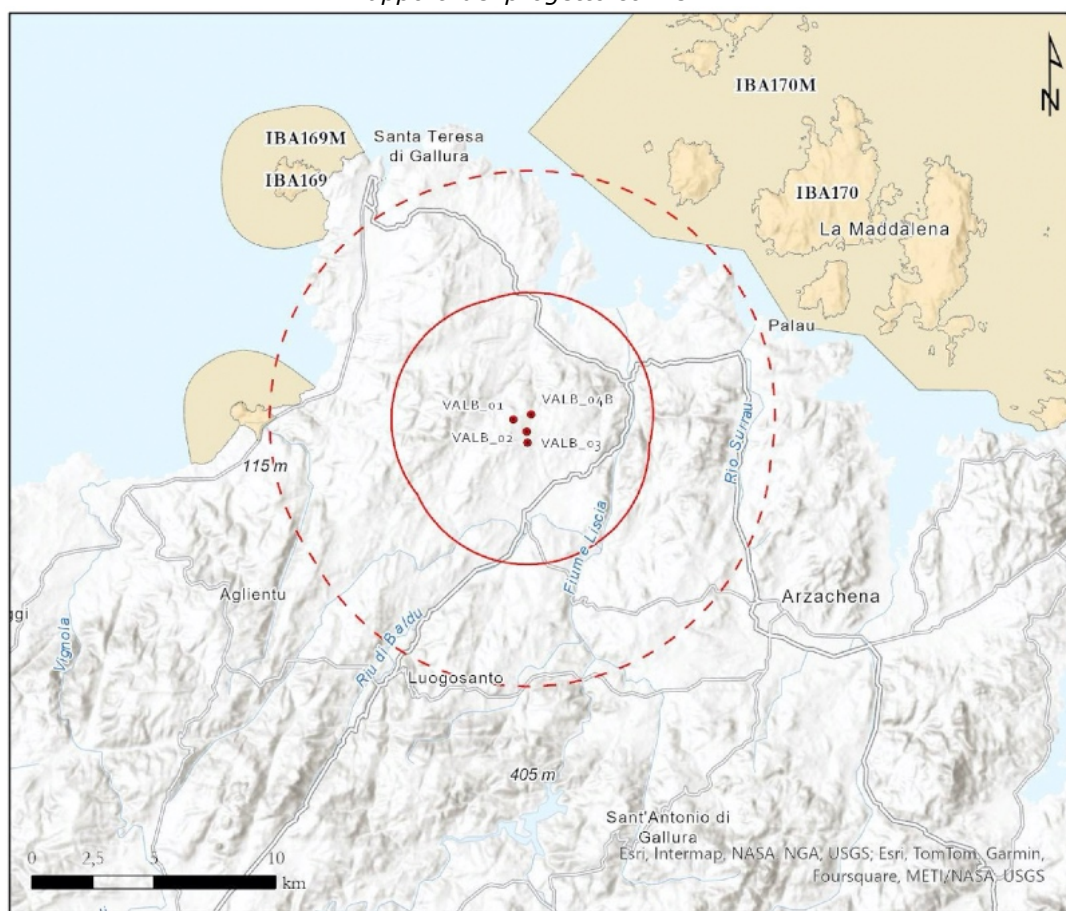 IBA170M
N
IBA169M
Santa Teresa
di Gallura
IBA169
IBA170
La Maddalena
Palau
VALB_01
VALB_04B
VALB_02
VALB_03
115 m
Rio Surrau
Fiume Liscia
Aglientu
Arzachena
ggi
Vignola
Riu di Baldu
Luogosanto
405 m
Sant'Antonio di
Gallura
0 2,5 5 10
km
Esri, Intermap, NASA, NGA, USGS; Esri, TomTom, Garmin,
Foursquare, METI/NASA, USGS